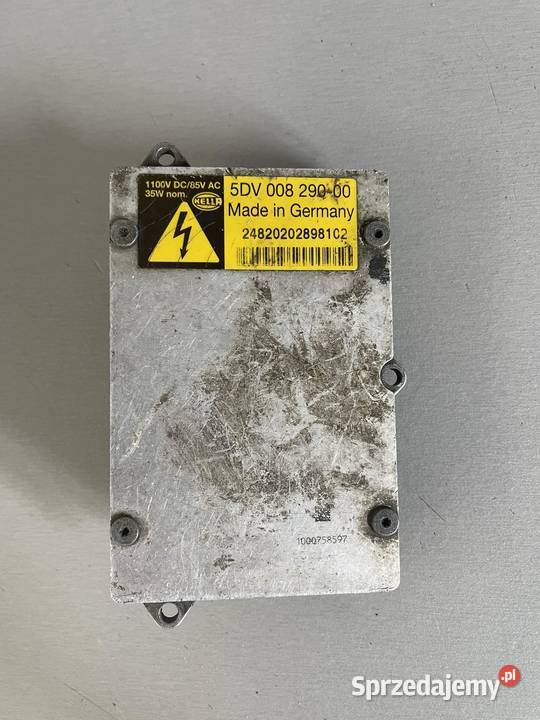 1100V DC/85V AC
35W nom.
HELLA
5DV 008 290-00
Made in Germany
24820202898102
1000758597
Sprzedajemy.pl